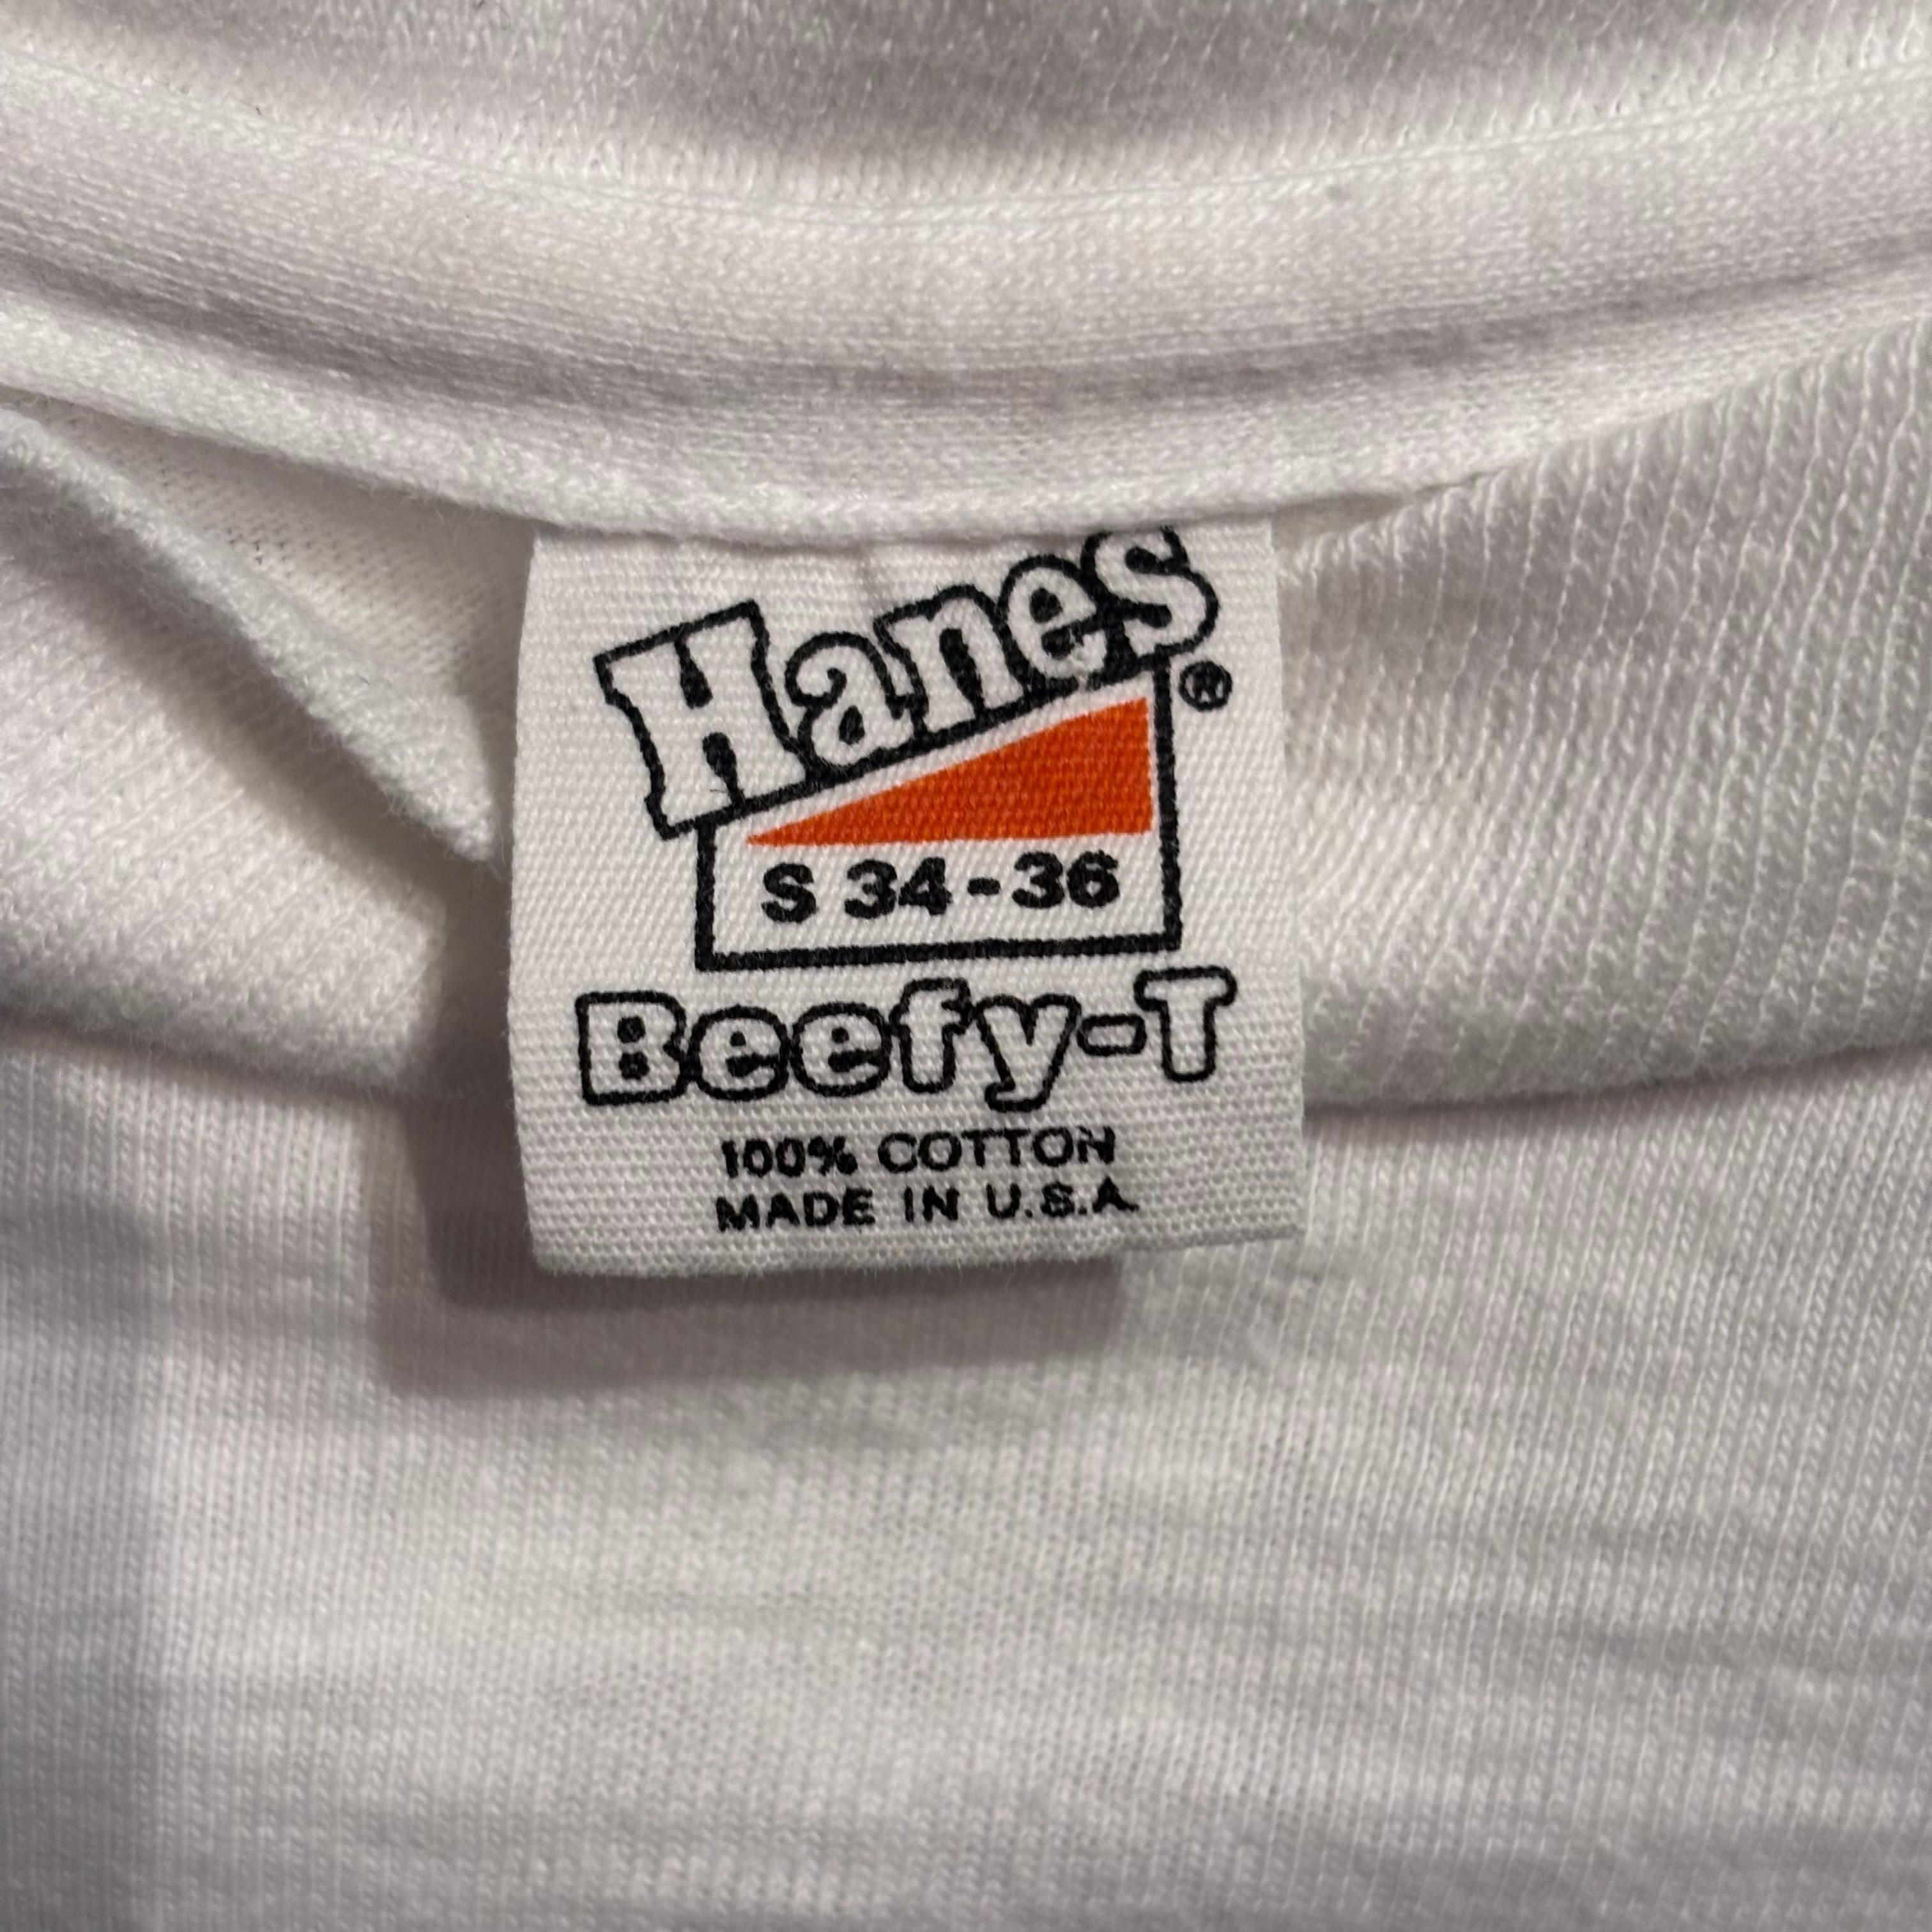 Hanes®
S 34-36
Beefy-T
100% COTTON
MADE IN U.S.A.